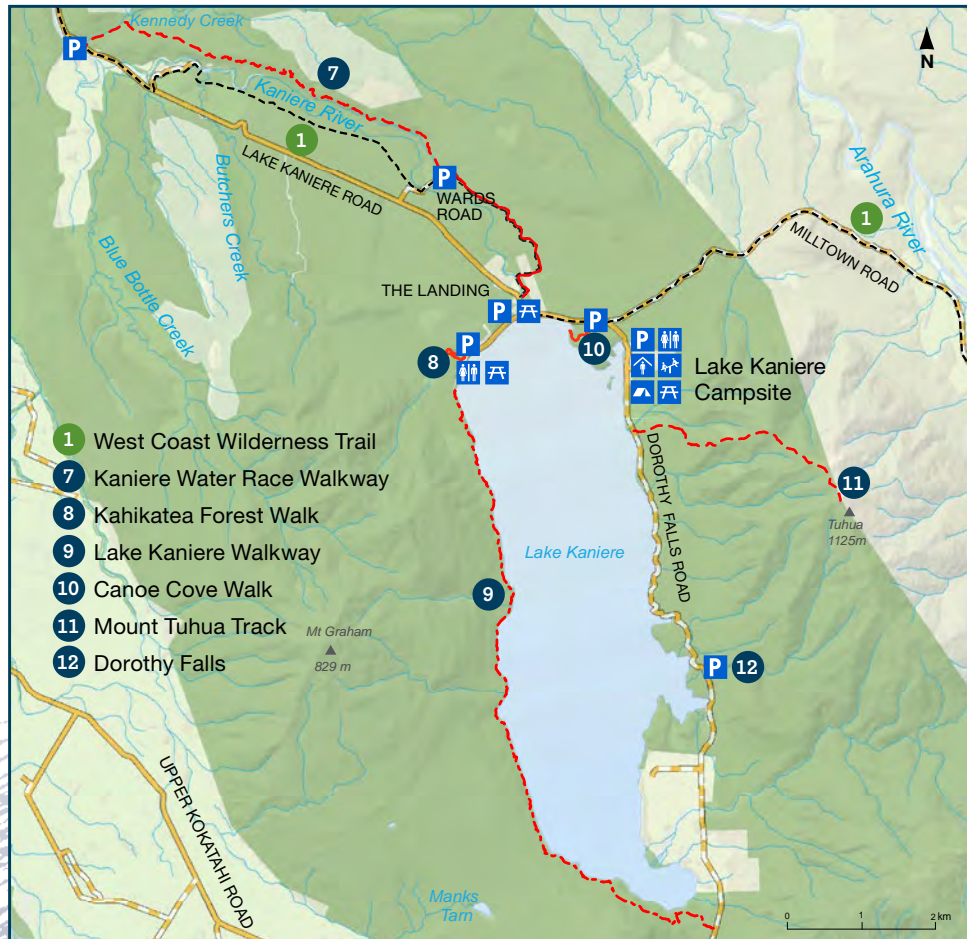 Kennedy Creek
P
N
7
Kaniere River
1
LAKE KANIERE ROAD
Butchers Creek
Blue Bottle Creek
P
WARDS
ROAD
Arahura River
1
MILLTOWN ROAD
THE LANDING
P
P
P
8
10
P
Lake Kaniere
Campsite
1 West Coast Wilderness Trail
7 Kaniere Water Race Walkway
8 Kahikatea Forest Walk
9 Lake Kaniere Walkway
10 Canoe Cove Walk
11 Mount Tuhua Track
12 Dorothy Falls
DOROTHY FALLS ROAD
11
Tuhua
1125m
Lake Kaniere
9
Mt Graham
829 m
P
12
UPPER KOKATAHI ROAD
Manks
Tarn
0 1 2 km